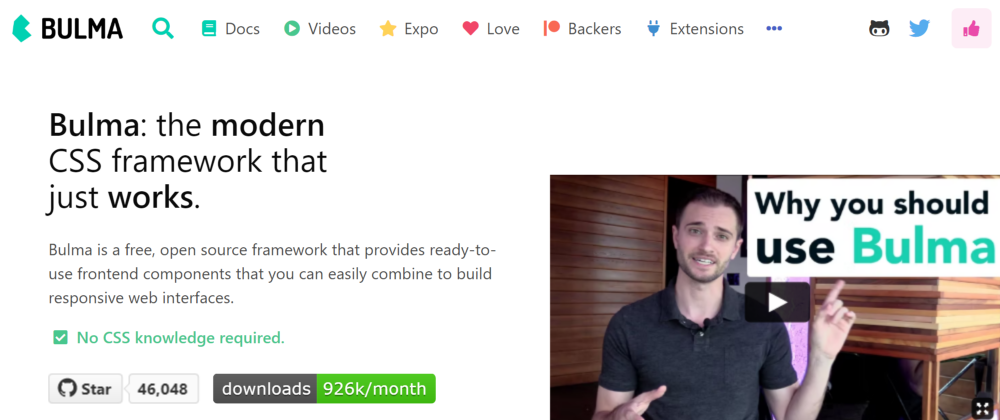 BULMA Docs Videos Expo Love Backers Extensions
Bulma: the modern
CSS framework that
just works.
Bulma is a free, open source framework that provides ready-to-
use frontend components that you can easily combine to build
responsive web interfaces.
No CSS knowledge required.
Star 46,048 downloads 926k/month
Why you should
use Bulma